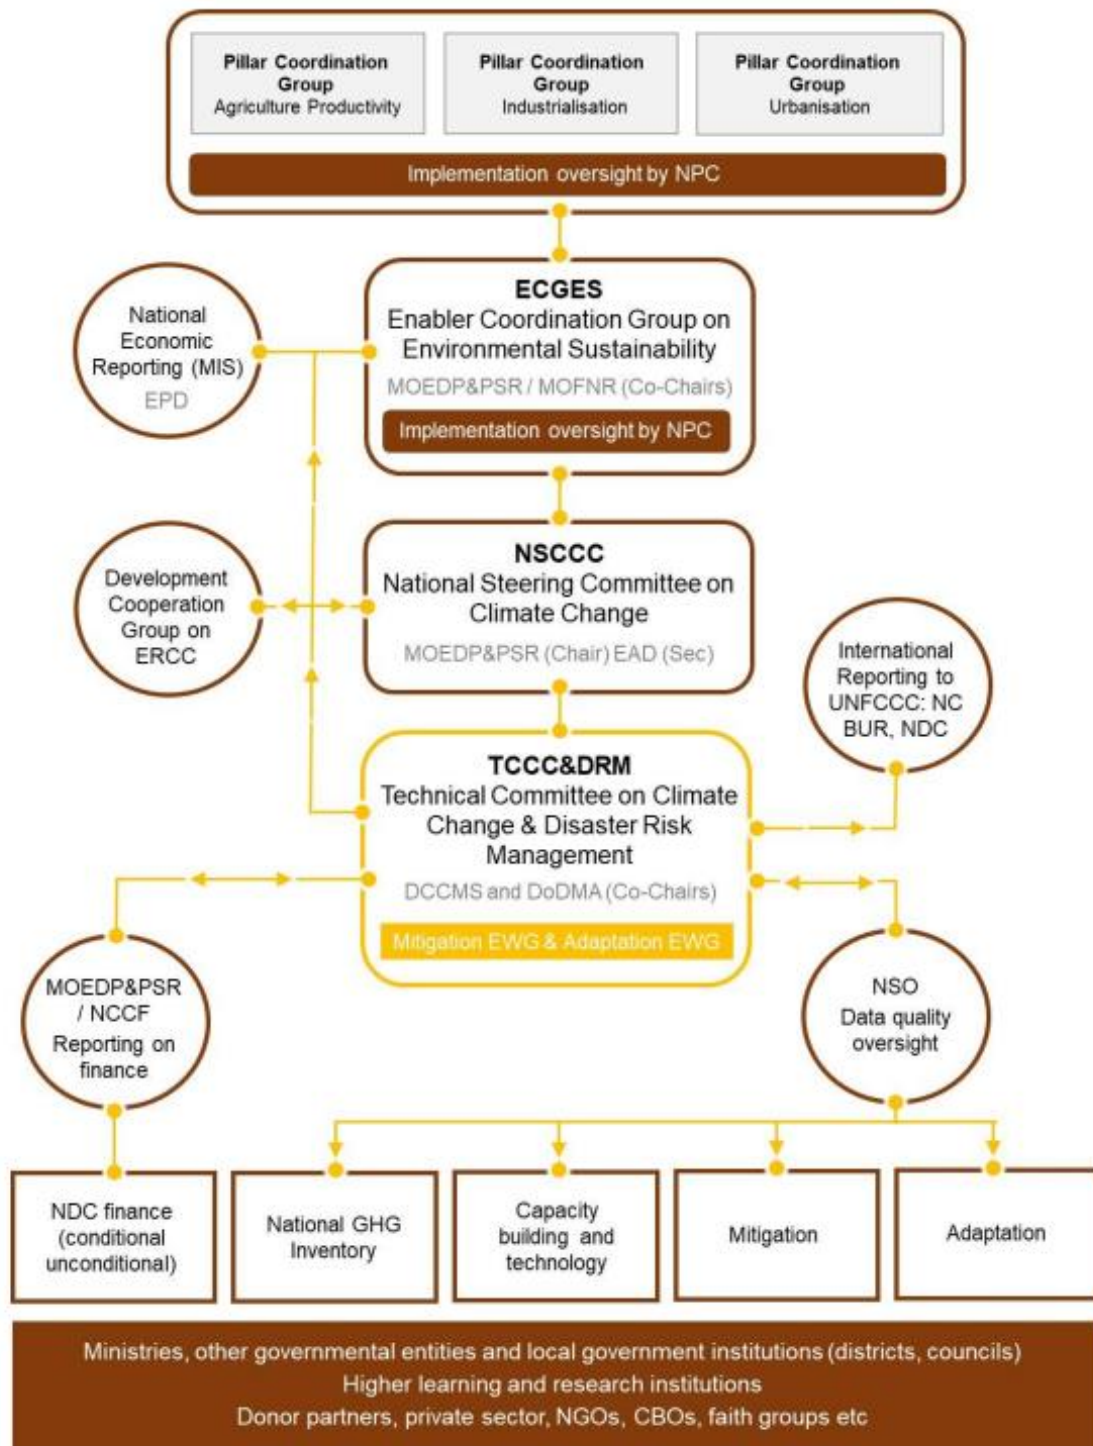 Pillar Coordination
Group
Agriculture Productivity
Pillar Coordination
Group
Industrialisation
Pillar Coordination
Group
Urbanisation
Implementation oversight by NPC
ECGES
Enabler Coordination Group on
Environmental Sustainability
MOEDP&PSR / MOFNR (Co-Chairs)
Implementation oversight by NPC
National
Economic
Reporting (MIS)
EPD
NSCCC
National Steering Committee on
Climate Change
MOEDP&PSR (Chair) EAD (Sec)
Development
Cooperation
Group on
ERCC
International
Reporting to
UNFCCC: NC
BUR, NDC
TCCC&DRM
Technical Committee on Climate
Change & Disaster Risk
Management
DCCMS and DoDMA (Co-Chairs)
Mitigation EWG & Adaptation EWG
MOEDP&PSR
/ NCCF
Reporting on
finance
NSO
Data quality
oversight
NDC finance
(conditional
unconditional)
National GHG
Inventory
Capacity
building and
technology
Mitigation
Adaptation
Ministries, other governmental entities and local government institutions (districts, councils)
Higher learning and research institutions
Donor partners, private sector, NGOs, CBOs, faith groups etc